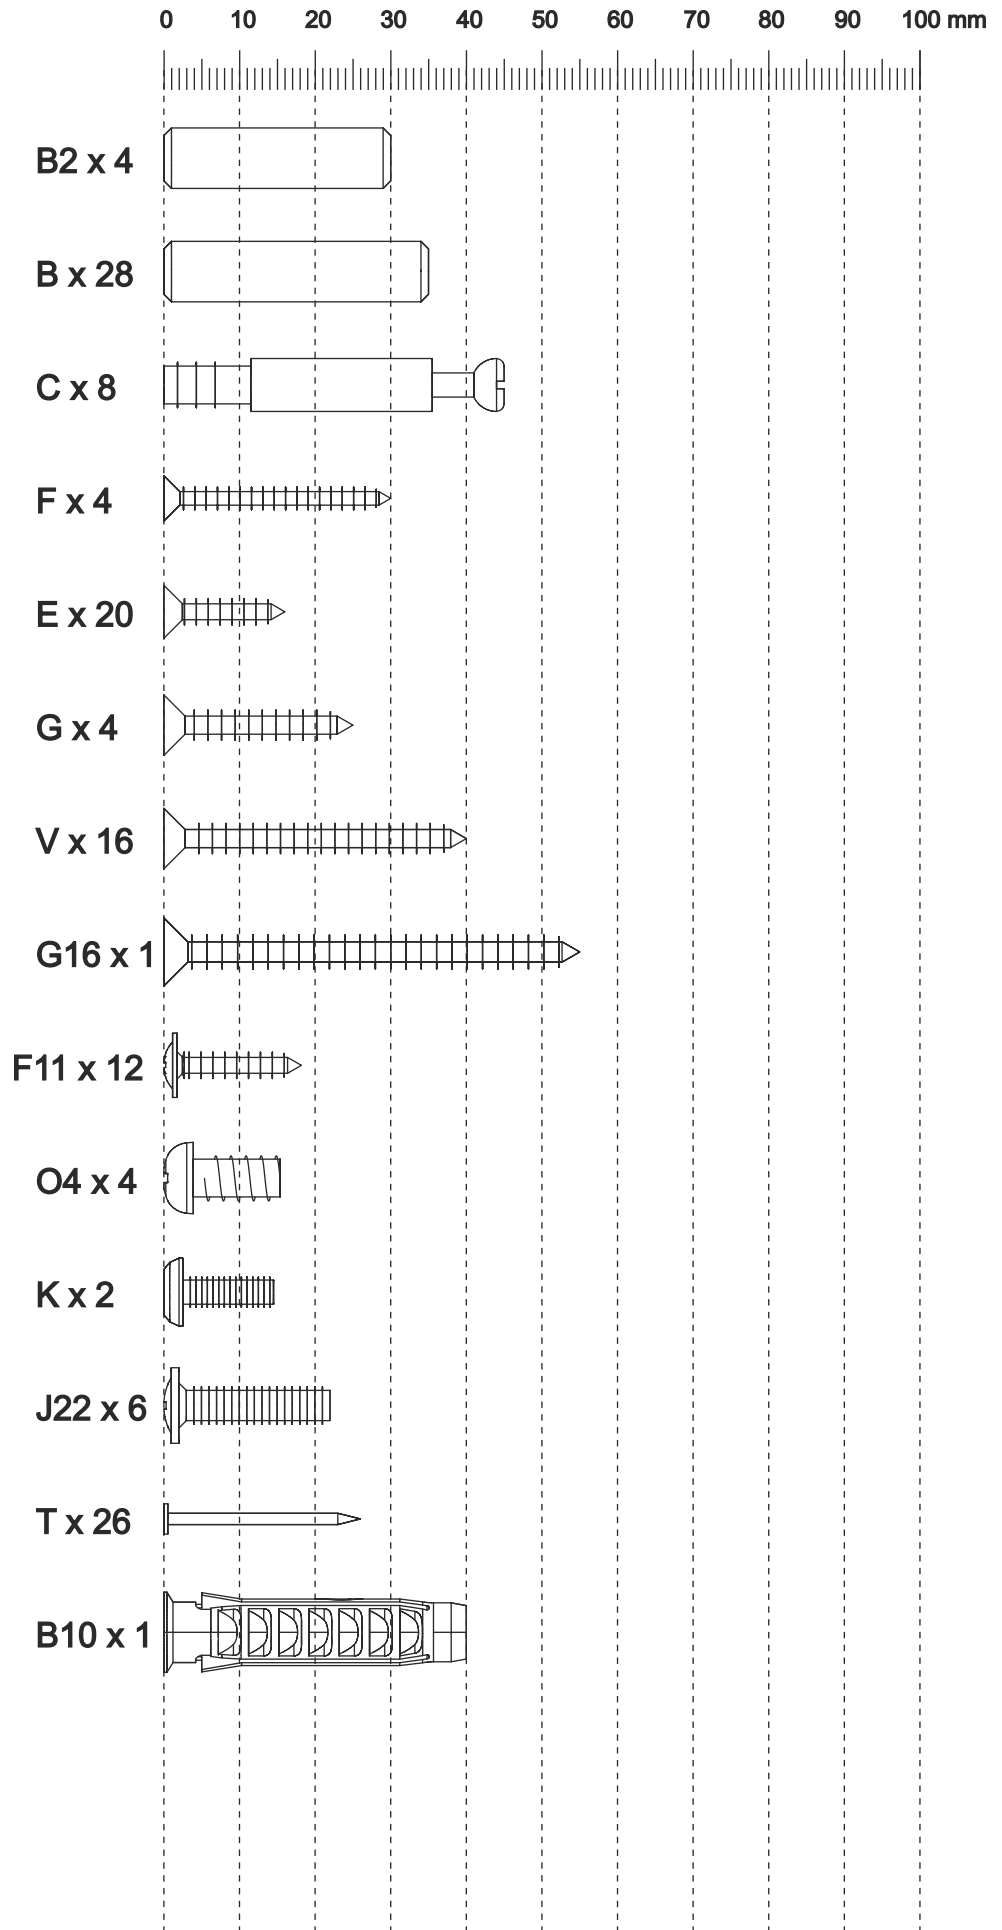 0 10 20 30 40 50 60 70 80 90 100 mm
B2 x 4
B x 28
C x 8
F x 4
E x 20
G x 4
V x 16
G16 x 1
F11 x 12
O4 x 4
K x 2
J22 x 6
T x 26
B10 x 1